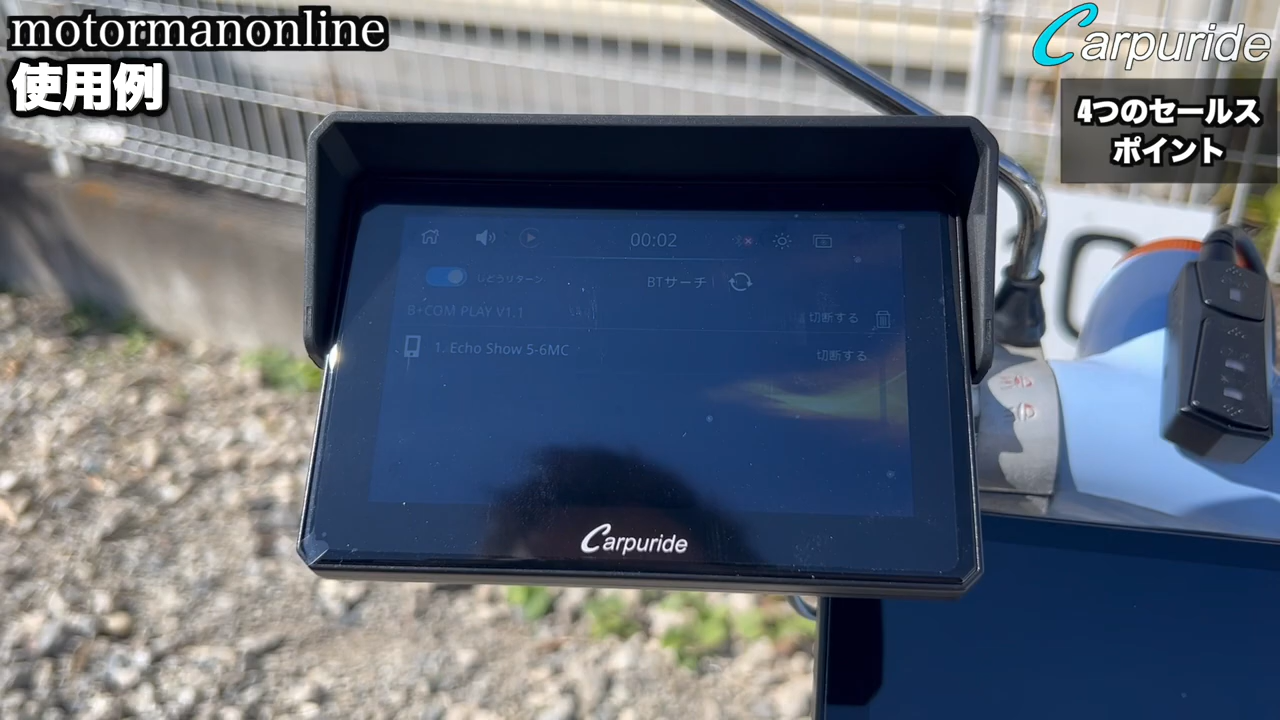 motormanonline
使用例
Carpuride
4つのセールス
ポイント
00:02
じどうリターン
BTサーチ
B+COM PLAY V1.1
切断する
1. Echo Show 5-6MC
切断する
Carpuride